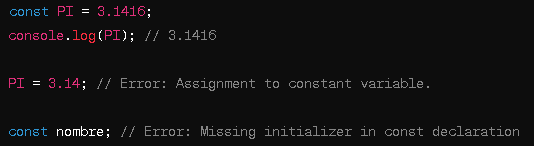 const PI = 3.1416;
console.log(PI); // 3.1416
PI = 3.14; // Error: Assignment to constant variable.
const nombre; // Error: Missing initializer in const declaration